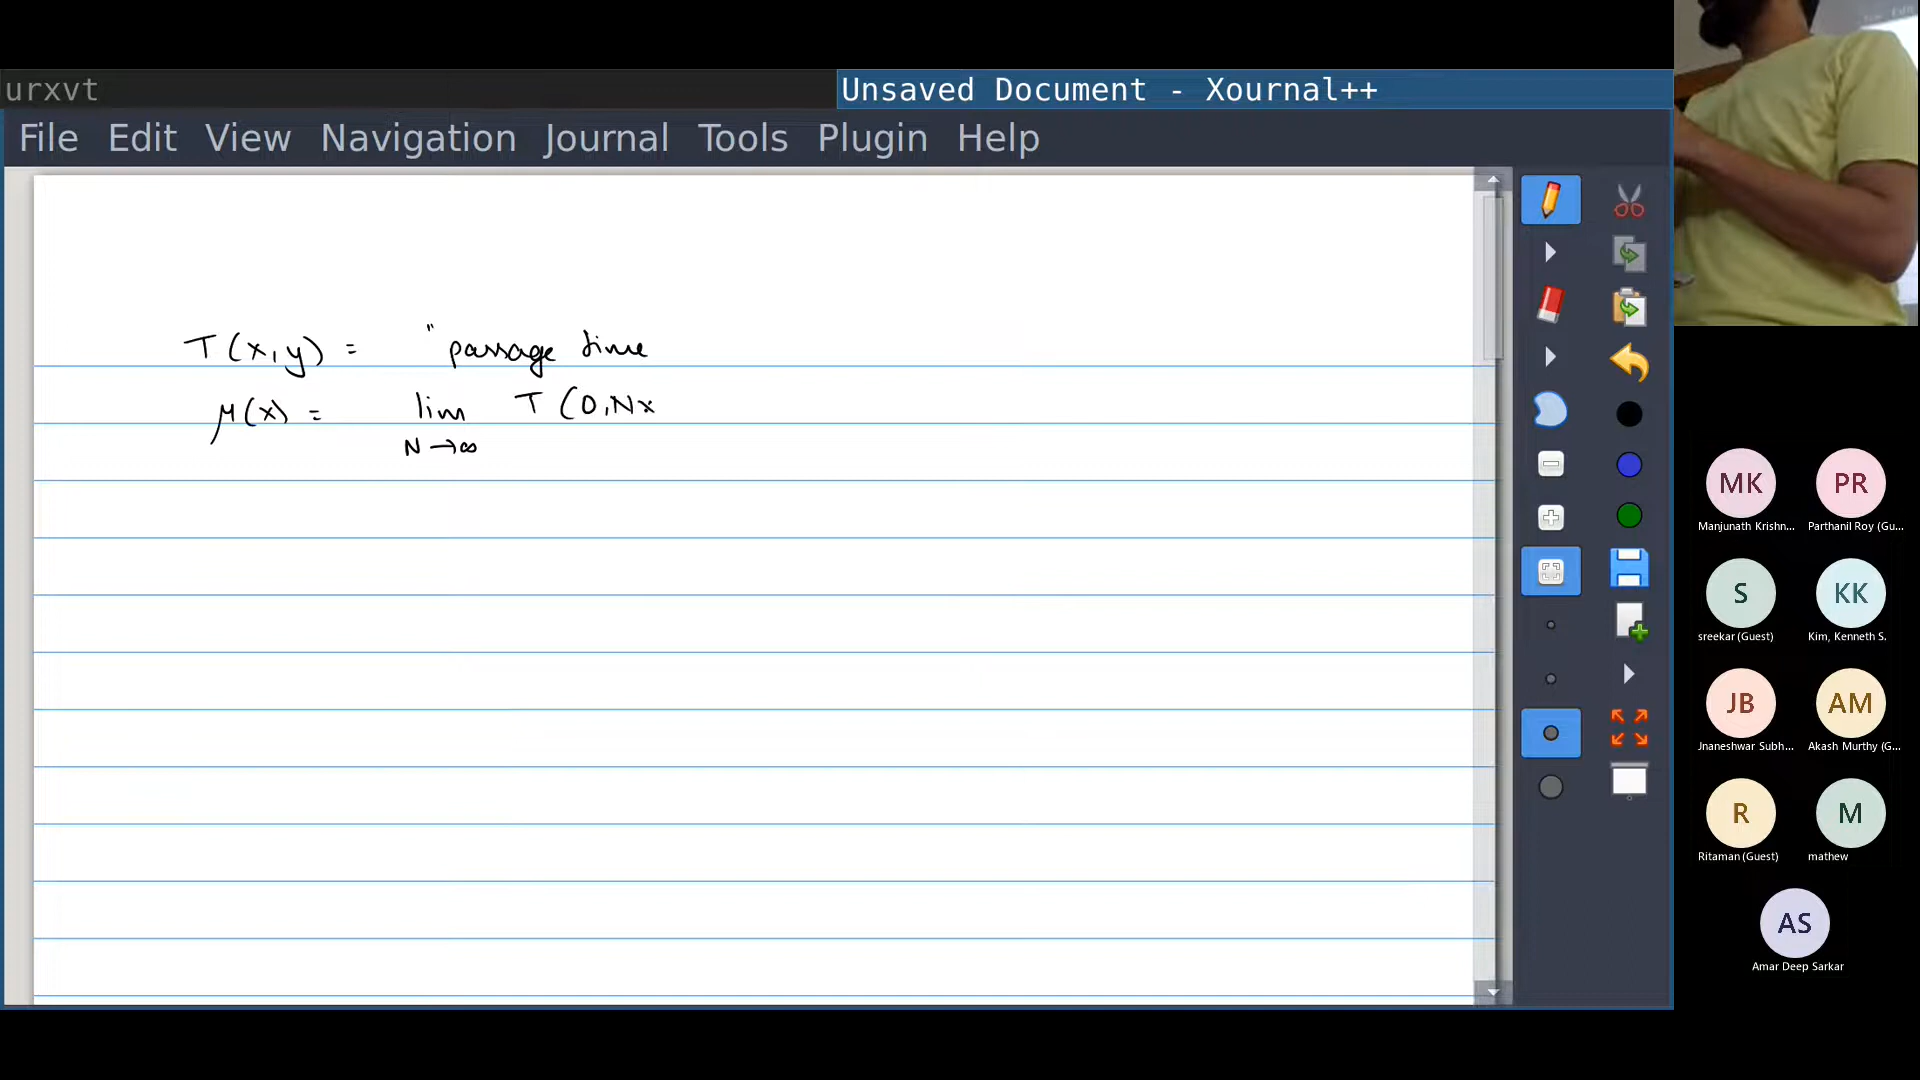 urxvt
Unsaved Document - Xournal++
File Edit View Navigation Journal Tools Plugin Help
T(x,y) = "passage time
μ(x) = lim T(0,Nx
N→∞
MK PR
Manjunath Krishn... Parthanil Roy (Gu...
S KK
sreekar (Guest) Kim, Kenneth S.
JB AM
Jnaneshwar Subh... Akash Murthy (G...
R M
Ritaman (Guest) mathew
AS
Amar Deep Sarkar